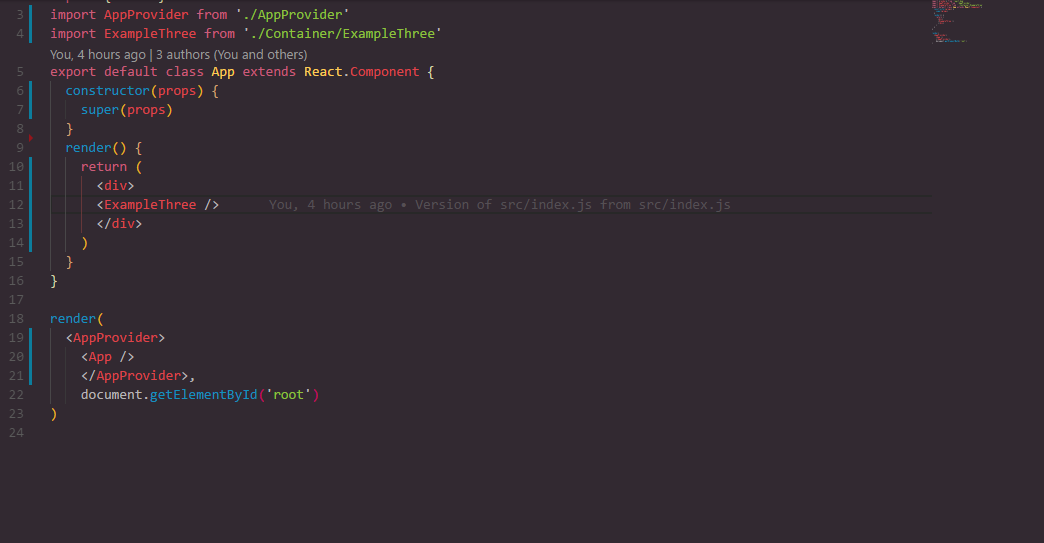 3 import AppProvider from './AppProvider'
4 import ExampleThree from './Container/ExampleThree'
You, 4 hours ago | 3 authors (You and others)
5 export default class App extends React.Component {
6 constructor(props) {
7 super(props)
8 }
9 render() {
10 return (
11 <div>
12 <ExampleThree /> You, 4 hours ago • Version of src/index.js from src/index.js
13 </div>
14 )
15 }
16 }
17
18 render(
19 <AppProvider>
20 <App />
21 </AppProvider>,
22 document.getElementById('root')
23 )
24